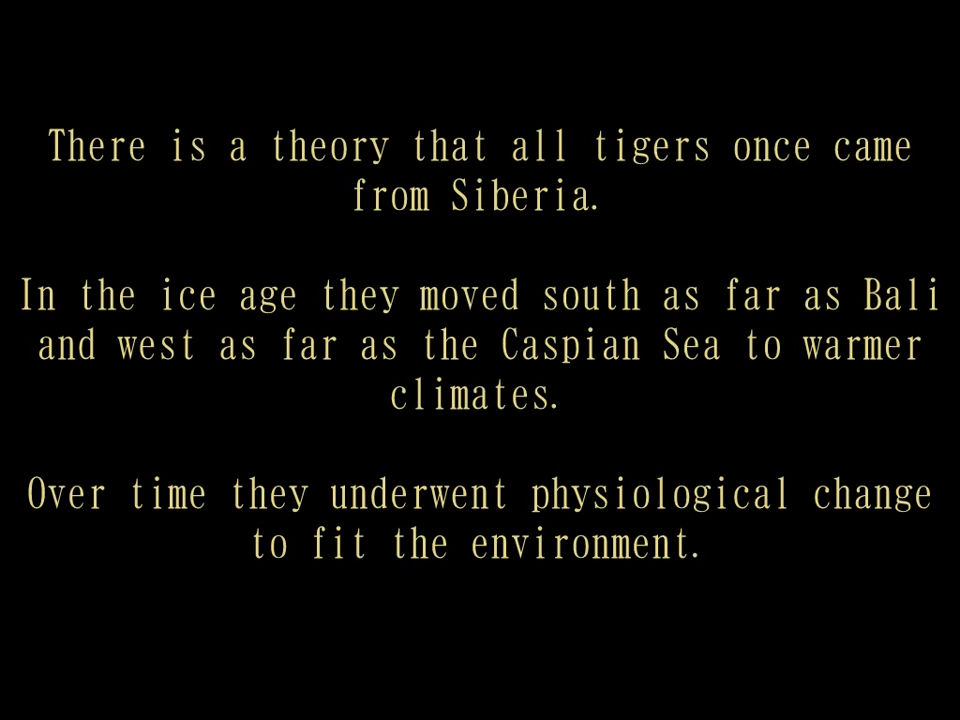 There is a theory that all tigers once came
from Siberia.
In the ice age they moved south as far as Bali
and west as far as the Caspian Sea to warmer
climates.
Over time they underwent physiological change
to fit the environment.